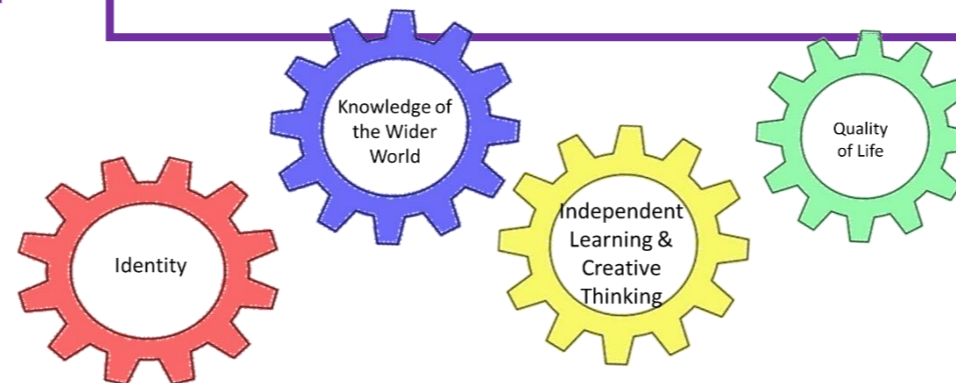 Identity
Knowledge of
the Wider
World
Independent
Learning &
Creative
Thinking
Quality
of Life